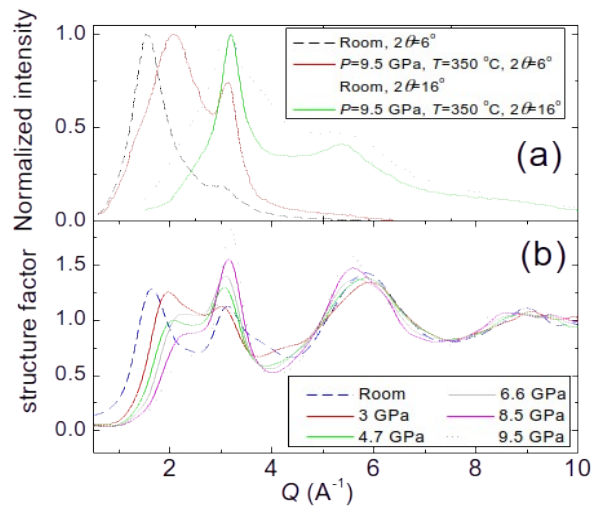 Normalized intensity
1.0
0.5
0.0
Room, 2θ=6°
P=9.5 GPa, T=350 °C, 2θ=6°
Room, 2θ=16°
P=9.5 GPa, T=350 °C, 2θ=16°
(a)
structure factor
1.5
1.0
0.5
0.0
(b)
Room
3 GPa
4.7 GPa
6.6 GPa
8.5 GPa
9.5 GPa
2 4 6 8 10
Q (A⁻¹)